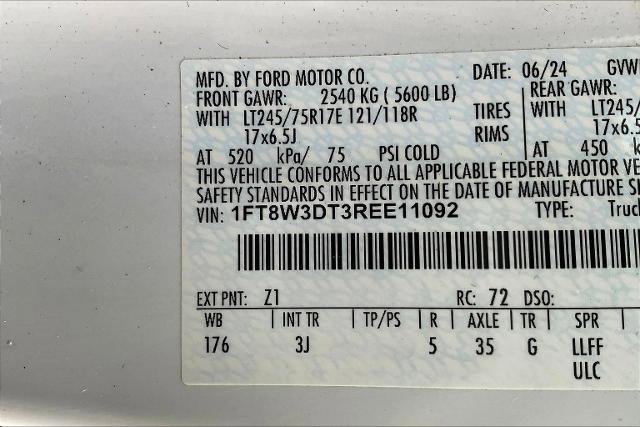 MFD. BY FORD MOTOR CO. DATE: 06/24
FRONT GAWR: 2540 KG ( 5600 LB) REAR GAWR:
WITH LT245/75R17E 121/118R TIRES WITH
17x6.5J RIMS 17x6.5
AT 520 kPa/ 75 PSI COLD AT 450
THIS VEHICLE CONFORMS TO ALL APPLICABLE FEDERAL MOTOR
SAFETY STANDARDS IN EFFECT ON THE DATE OF MANUFACTURE
VIN: 1FT8W3DT3REE11092 TYPE: Truc
EXT PNT: Z1 RC: 72 DSO:
WB | INT TR | TP/PS | R | AXLE | TR | SPR
176 3J 5 35 G LLFF
ULC